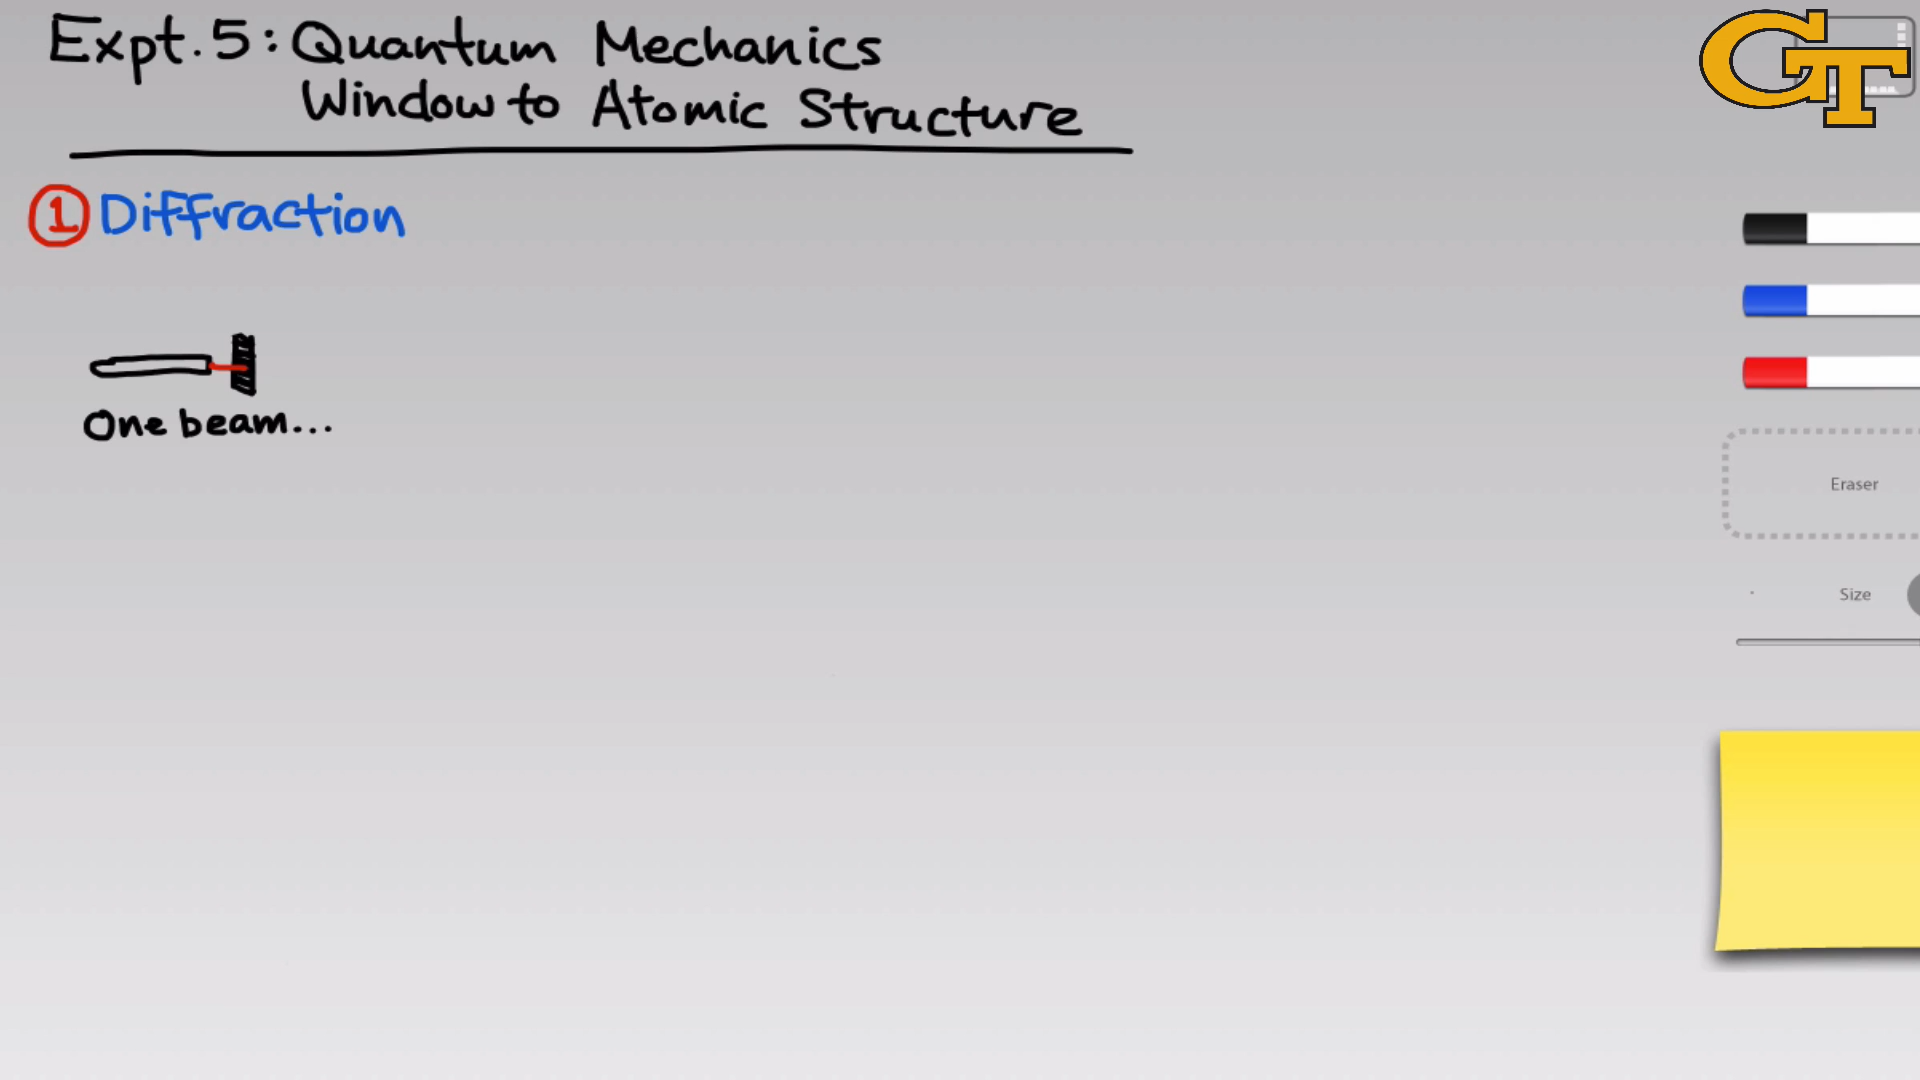 Expt. 5: Quantum Mechanics
Window to Atomic Structure
1 Diffraction
One beam...
GT
Eraser
Size